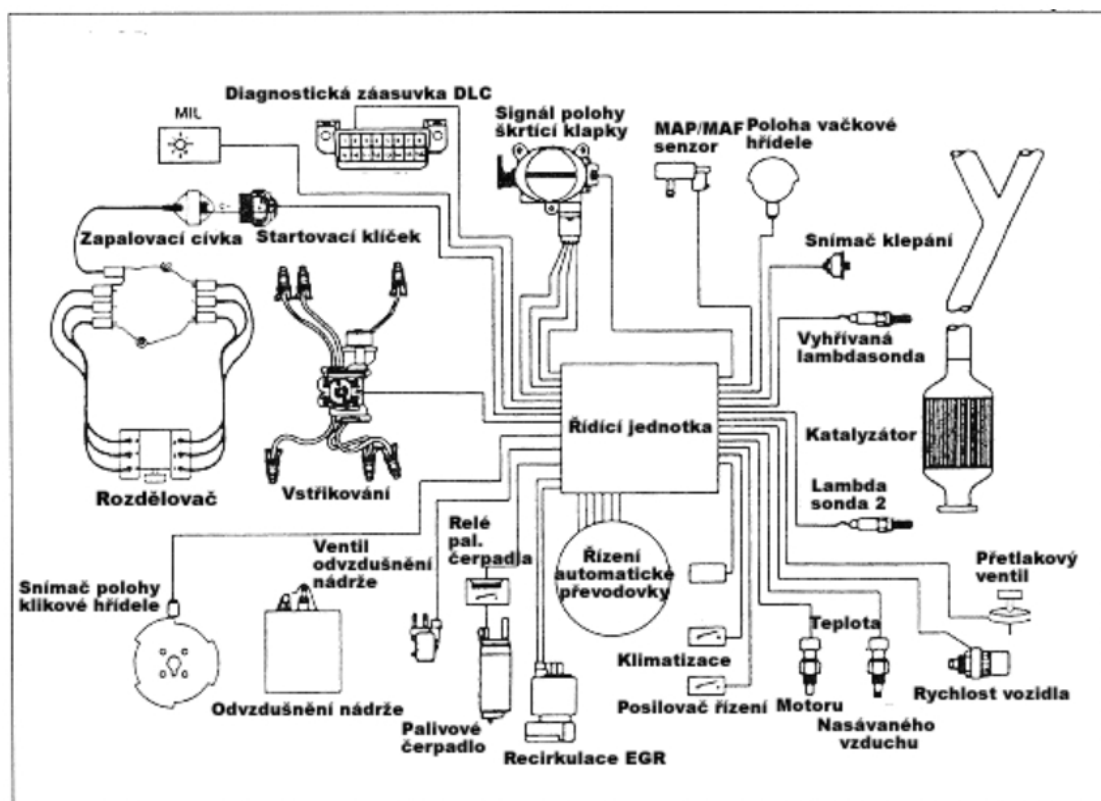 Diagnostická záasuvka DLC
MIL
Signál polohy
škrtící klapky
MAP/MAF
senzor
Poloha vačkové
hřídele
Zapalovací cívka
Startovací klíček
Snímač klepání
Vyhřívaná
lambdasonda
Řídící jednotka
Katalyzátor
Rozdělovač
Vstřikování
Lambda
sonda 2
Ventil
odvzdušnění
nádrže
Relé
pal.
čerpadla
Řízení
automatické
převodovky
Přetlakový
ventil
Snímač polohy
klikové hřídele
Teplota
Klimatizace
Rychlost vozidla
Odvzdušnění nádrže
Palivové
čerpadlo
Posilovač řízení
Motoru
Nasávaného
vzduchu
Recirkulace EGR